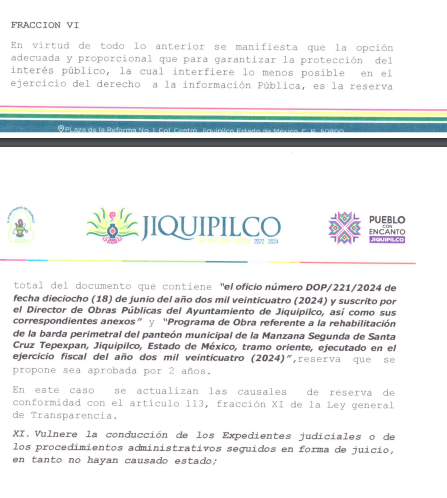 FRACCION VI
En virtud de todo lo anterior se manifiesta que la opción
adecuada y proporcional que para garantizar la protección del
interés público, la cual interfiere lo menos posible en el
ejercicio del derecho a la información Pública, es la reserva
PLaza de la Reforma No. 1 Col. Centro, Jiquipilco Estado de México C. P. 50800
JIQUIPILCO
2022 2024
PUEBLO
CON
ENCANTO
JIQUIPILCO
total del documento que contiene "el oficio número DOP/221/2024 de
fecha dieciocho (18) de junio del año dos mil veinticuatro (2024) y suscrito por
el Director de Obras Públicas del Ayuntamiento de Jiquipilco, así como sus
correspondientes anexos" y "Programa de Obra referente a la rehabilitación
de la barda perimetral del panteón municipal de la Manzana Segunda de Santa
Cruz Tepexpan, Jiquipilco, Estado de México, tramo oriente, ejecutado en el
ejercicio fiscal del año dos mil veinticuatro (2024)",reserva que se
propone sea aprobada por 2 años.
En este caso se actualizan las causales de reserva de
conformidad con el artículo 113, fracción XI de la Ley general
de Transparencia.
XI. Vulnere la conducción de los Expedientes judiciales o de
los procedimientos administrativos seguidos en forma de juicio,
en tanto no hayan causado estado;